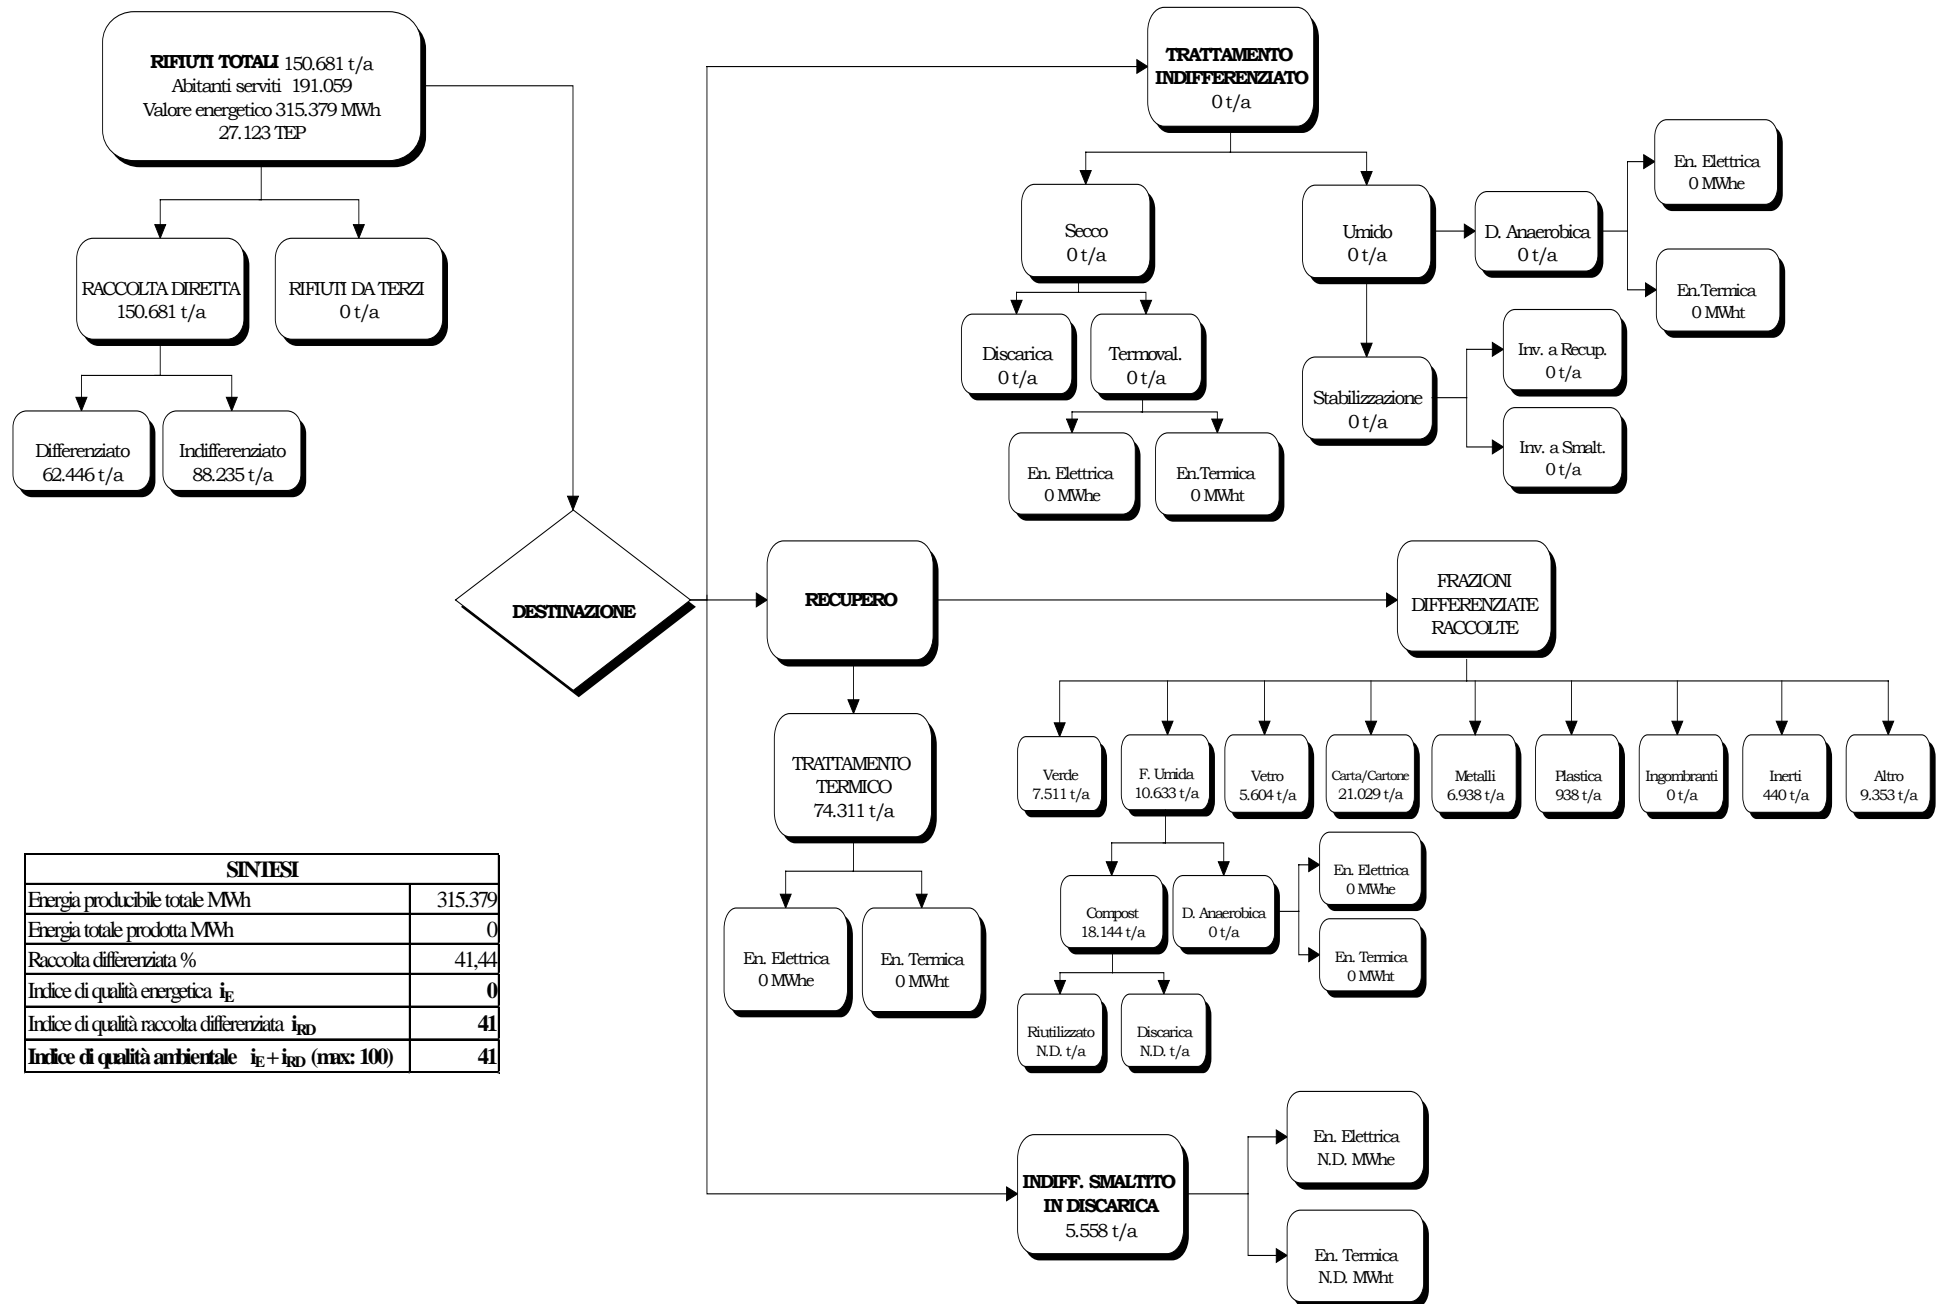 RIFIUTI TOTALI 150.681 t/a
Abitanti serviti 191.059
Valore energetico 315.379 MWh
27.123 TEP
RACCOLTA DIRETTA
150.681 t/a
RIFIUTI DA TERZI
0 t/a
Differenziato
62.446 t/a
Indifferenziato
88.235 t/a
DESTINAZIONE
TRATTAMENTO
INDIFFERENZIATO
0 t/a
Secco
0 t/a
Umido
0 t/a
D. Anaerobica
0 t/a
En. Elettrica
0 MWhe
En.Termica
0 MWht
Discarica
0 t/a
Termoval.
0 t/a
Stabilizzazione
0 t/a
Inv. a Recup.
0 t/a
Inv. a Smalt.
0 t/a
En. Elettrica
0 MWhe
En.Termica
0 MWht
RECUPERO
FRAZIONI
DIFFERENZIATE
RACCOLTE
TRATTAMENTO
TERMICO
74.311 t/a
En. Elettrica
0 MWhe
En. Termica
0 MWht
Verde
7.511 t/a
F. Umida
10.633 t/a
Vetro
5.604 t/a
Carta/Cartone
21.029 t/a
Metalli
6.938 t/a
Plastica
938 t/a
Ingombranti
0 t/a
Inerti
440 t/a
Altro
9.353 t/a
Compost
18.144 t/a
D. Anaerobica
0 t/a
En. Elettrica
0 MWhe
En. Termica
0 MWht
Riutilizzato
N.D. t/a
Discarica
N.D. t/a
INDIFF. SMALTITO
IN DISCARICA
5.558 t/a
En. Elettrica
N.D. MWhe
En. Termica
N.D. MWht
SINTESI
Energia producibile totale MWh 315.379
Energia totale prodotta MWh 0
Raccolta differenziata % 41,44
Indice di qualità energetica iE 0
Indice di qualità raccolta differenziata iRD 41
Indice di qualità ambientale iE + iRD (max: 100) 41